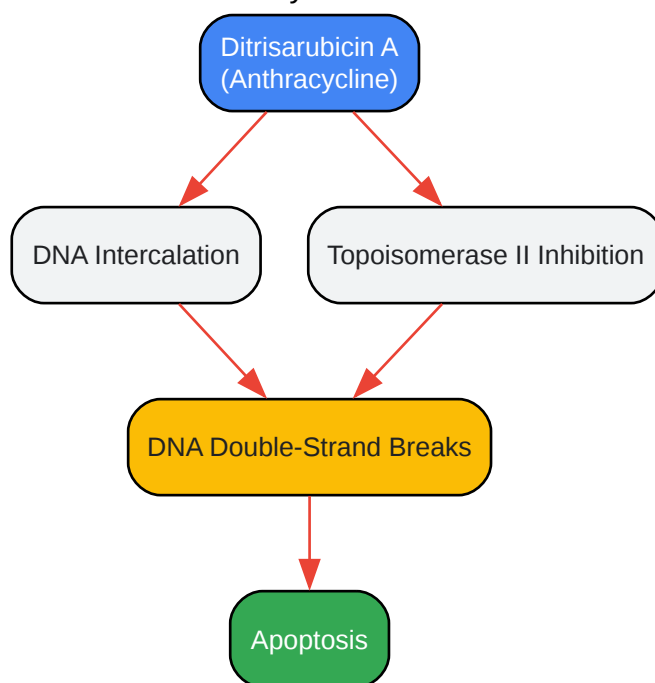 Ditrisarubicin A
(Anthracycline)
DNA Intercalation
Topoisomerase II Inhibition
DNA Double-Strand Breaks
Apoptosis